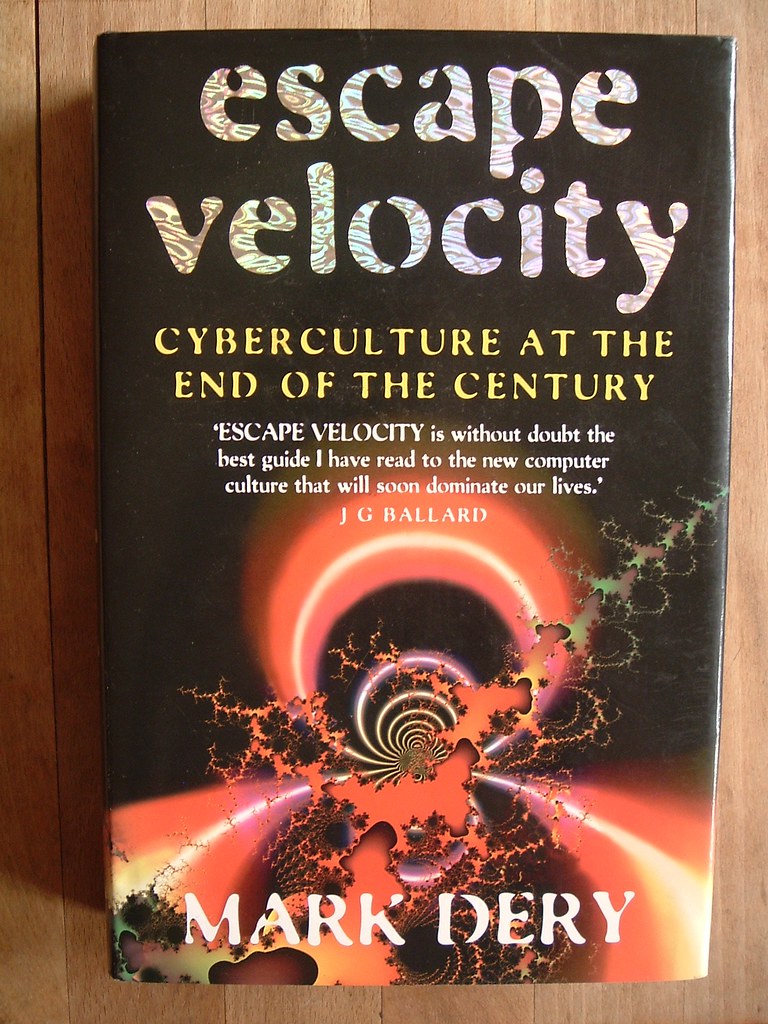 escape
velocity
CYBERCULTURE AT THE
END OF THE CENTURY
‘ESCAPE VELOCITY is without doubt the
best guide I have read to the new computer
culture that will soon dominate our lives.’
J G BALLARD
MARK DERY